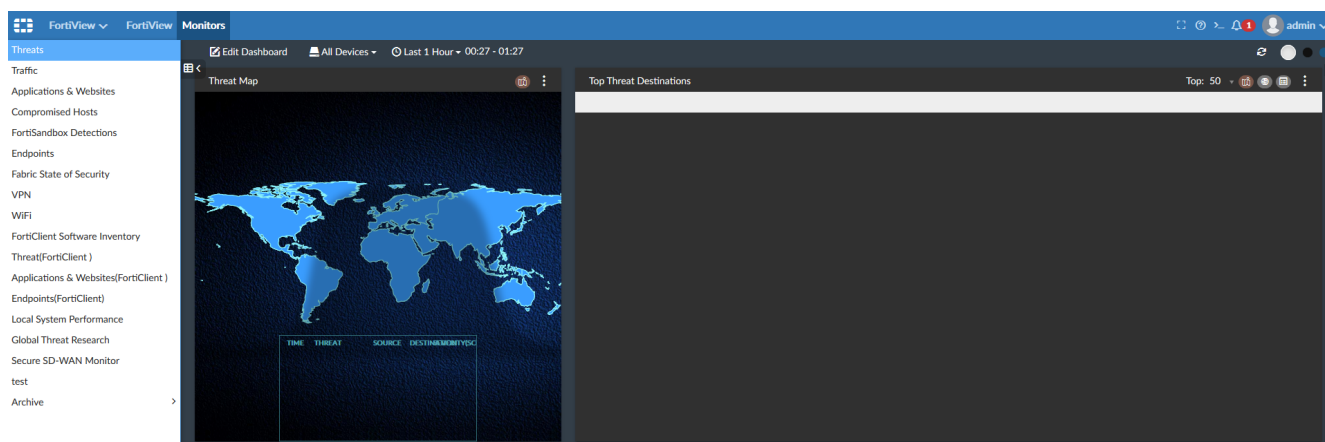 FortiView FortiView Monitors 1 admin
Threats
Traffic
Applications & Websites
Compromised Hosts
FortiSandbox Detections
Endpoints
Fabric State of Security
VPN
WiFi
FortiClient Software Inventory
Threat(FortiClient )
Applications & Websites(FortiClient )
Endpoints(FortiClient)
Local System Performance
Global Threat Research
Secure SD-WAN Monitor
test
Archive
Edit Dashboard All Devices Last 1 Hour 00:27 - 01:27
Threat Map
TIME THREAT SOURCE
Top Threat Destinations Top: 50